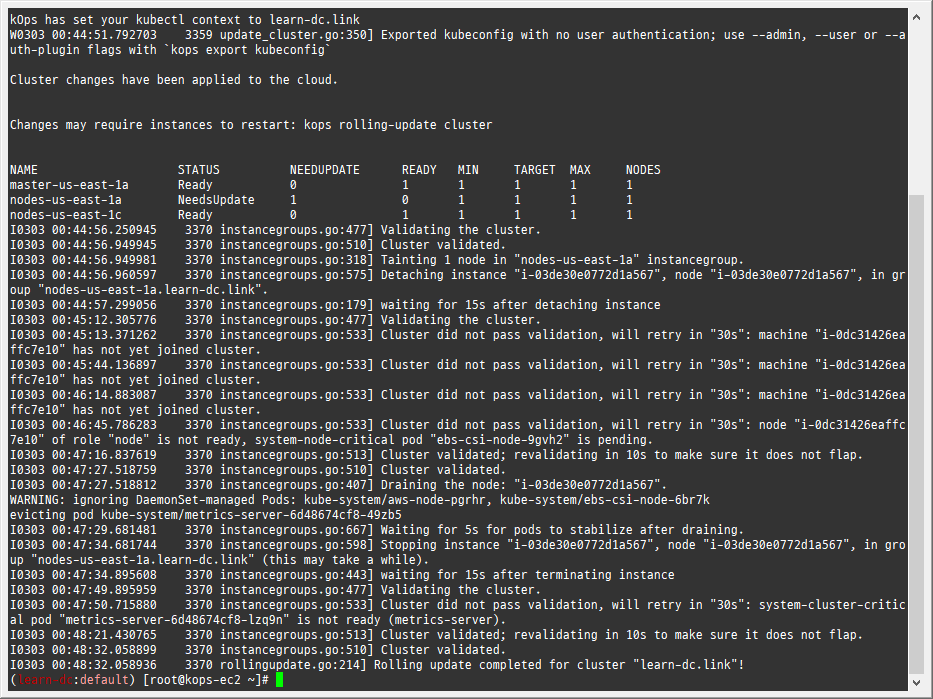 kOps has set your kubectl context to learn-dc.link
W0303 00:44:51.792703    3359 update_cluster.go:350] Exported kubeconfig with no user authentication; use --admin, --user or --a
uth-plugin flags with `kops export kubeconfig`
Cluster changes have been applied to the cloud.
Changes may require instances to restart: kops rolling-update cluster
NAME                    STATUS          NEEDUPDATE      READY   MIN     TARGET  MAX     NODES
master-us-east-1a       Ready           0               1       1       1       1       1
nodes-us-east-1a        NeedsUpdate     1               0       1       1       1       1
nodes-us-east-1c        Ready           0               1       1       1       1       1
I0303 00:44:56.250945    3370 instancegroups.go:477] Validating the cluster.
I0303 00:44:56.949945    3370 instancegroups.go:510] Cluster validated.
I0303 00:44:56.949981    3370 instancegroups.go:318] Tainting 1 node in "nodes-us-east-1a" instancegroup.
I0303 00:44:56.960597    3370 instancegroups.go:575] Detaching instance "i-03de30e0772d1a567", node "i-03de30e0772d1a567", in gr
oup "nodes-us-east-1a.learn-dc.link".
I0303 00:44:57.299056    3370 instancegroups.go:179] waiting for 15s after detaching instance
I0303 00:45:12.305776    3370 instancegroups.go:477] Validating the cluster.
I0303 00:45:13.371262    3370 instancegroups.go:533] Cluster did not pass validation, will retry in "30s": machine "i-0dc31426ea
ffc7e10" has not yet joined cluster.
I0303 00:45:44.136897    3370 instancegroups.go:533] Cluster did not pass validation, will retry in "30s": machine "i-0dc31426ea
ffc7e10" has not yet joined cluster.
I0303 00:46:14.883087    3370 instancegroups.go:533] Cluster did not pass validation, will retry in "30s": machine "i-0dc31426ea
ffc7e10" has not yet joined cluster.
I0303 00:46:45.786283    3370 instancegroups.go:533] Cluster did not pass validation, will retry in "30s": node "i-0dc31426eaffc
7e10" of role "node" is not ready, system-node-critical pod "ebs-csi-node-9gvh2" is pending.
I0303 00:47:16.837619    3370 instancegroups.go:513] Cluster validated; revalidating in 10s to make sure it does not flap.
I0303 00:47:27.518759    3370 instancegroups.go:510] Cluster validated.
I0303 00:47:27.518812    3370 instancegroups.go:407] Draining the node: "i-03de30e0772d1a567".
WARNING: ignoring DaemonSet-managed Pods: kube-system/aws-node-pgrhr, kube-system/ebs-csi-node-6br7k
evicting pod kube-system/metrics-server-6d48674cf8-49zb5
I0303 00:47:29.681481    3370 instancegroups.go:667] Waiting for 5s for pods to stabilize after draining.
I0303 00:47:34.681744    3370 instancegroups.go:598] Stopping instance "i-03de30e0772d1a567", node "i-03de30e0772d1a567", in gro
up "nodes-us-east-1a.learn-dc.link" (this may take a while).
I0303 00:47:34.895608    3370 instancegroups.go:443] waiting for 15s after terminating instance
I0303 00:47:49.895959    3370 instancegroups.go:477] Validating the cluster.
I0303 00:47:50.715880    3370 instancegroups.go:533] Cluster did not pass validation, will retry in "30s": system-cluster-critic
al pod "metrics-server-6d48674cf8-lzq9n" is not ready (metrics-server).
I0303 00:48:21.430765    3370 instancegroups.go:513] Cluster validated; revalidating in 10s to make sure it does not flap.
I0303 00:48:32.058899    3370 instancegroups.go:510] Cluster validated.
I0303 00:48:32.058936    3370 rollingupdate.go:214] Rolling update completed for cluster "learn-dc.link"!
(learn-dc:default) [root@kops-ec2 ~]#